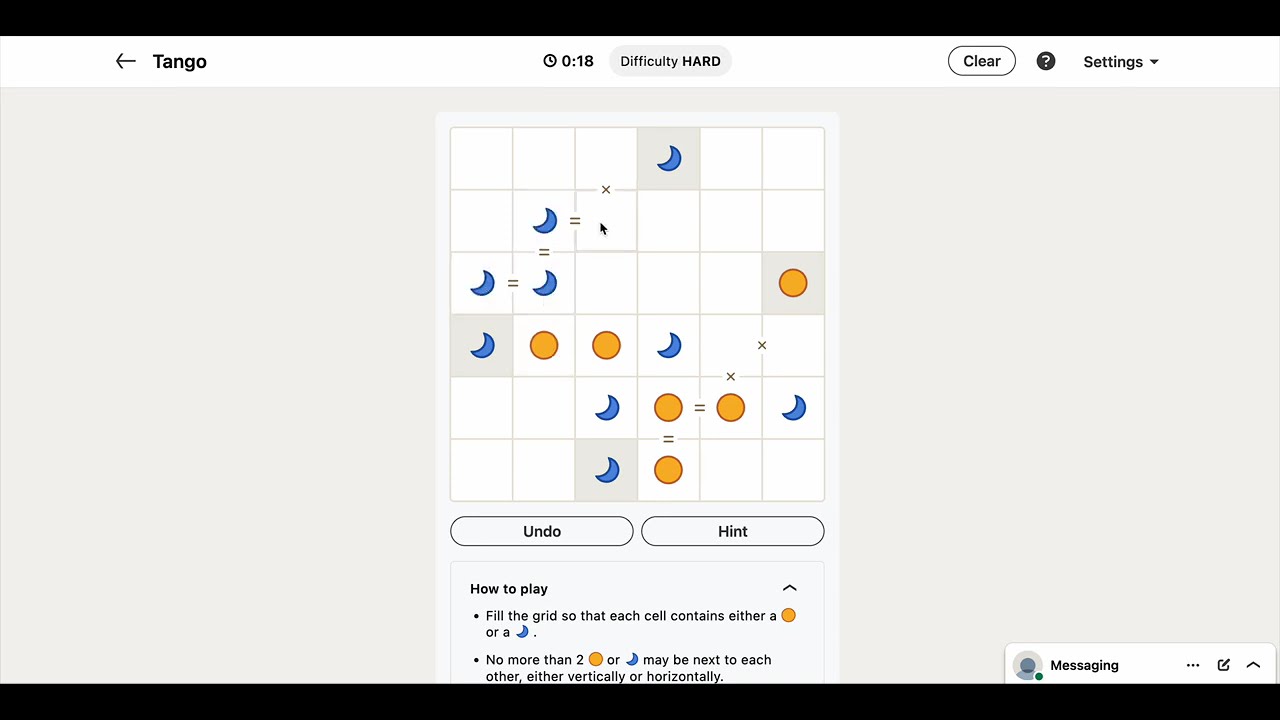 Tango
0:18
Difficulty HARD
Clear
?
Settings
×
=
=
=
×
×
=
=
Undo
Hint
How to play
• Fill the grid so that each cell contains either a
or a .
• No more than 2 or may be next to each
other, either vertically or horizontally.
Messaging